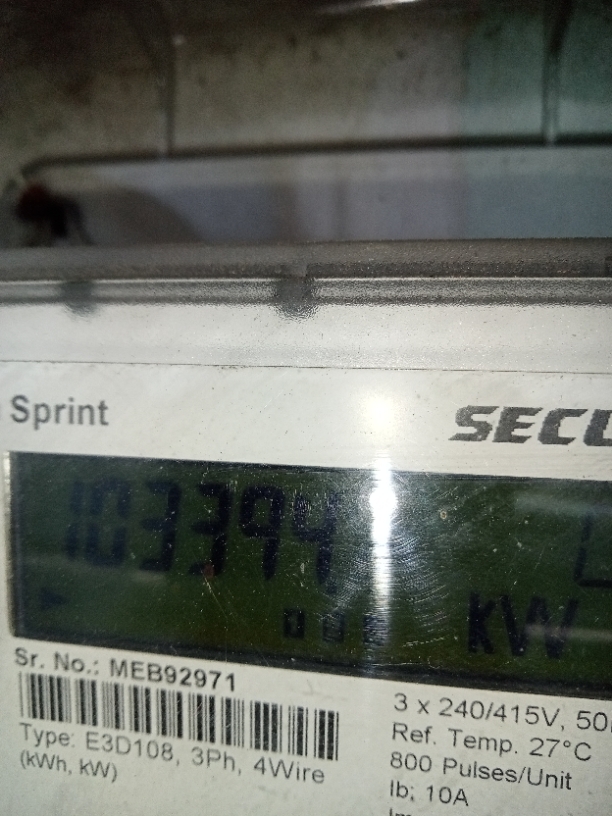 Sprint
SECU
103394
KW
Sr. No.: MEB92971
Type: E3D108, 3Ph, 4Wire
(kWh, kW)
3 x 240/415V, 50
Ref. Temp. 27°C
800 Pulses/Unit
Ib; 10A